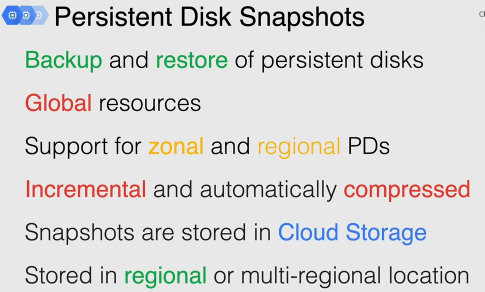 Persistent Disk Snapshots
Backup and restore of persistent disks
Global resources
Support for zonal and regional PDs
Incremental and automatically compressed
Snapshots are stored in Cloud Storage
Stored in regional or multi-regional location